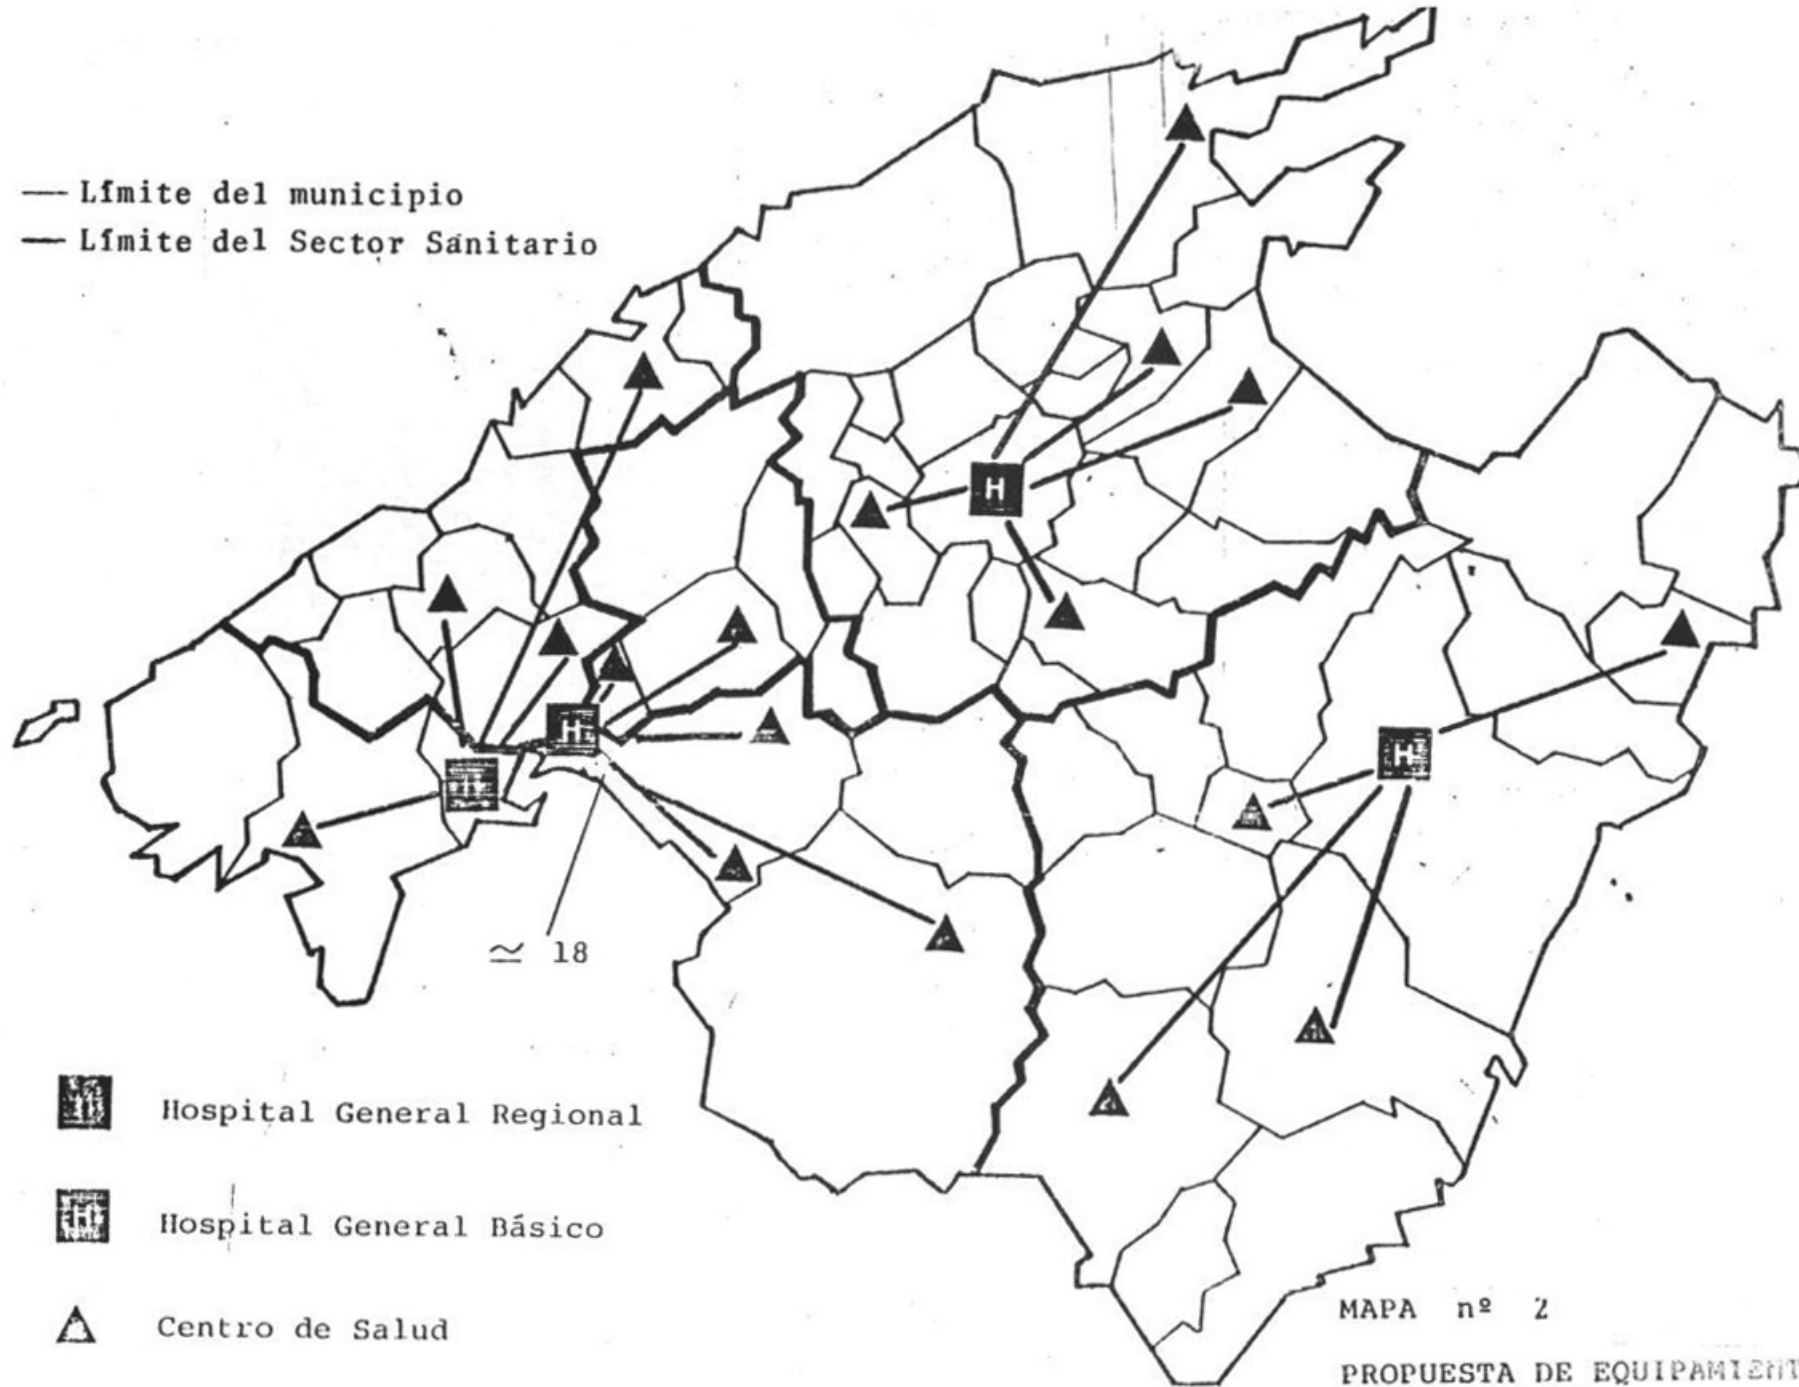 Límite del municipio
Límite del Sector Sanitario
H
H
H
≃ 18
Hospital General Regional
H
Hospital General Básico
Centro de Salud
MAPA nº 2
PROPUESTA DE EQUIPAMIENT